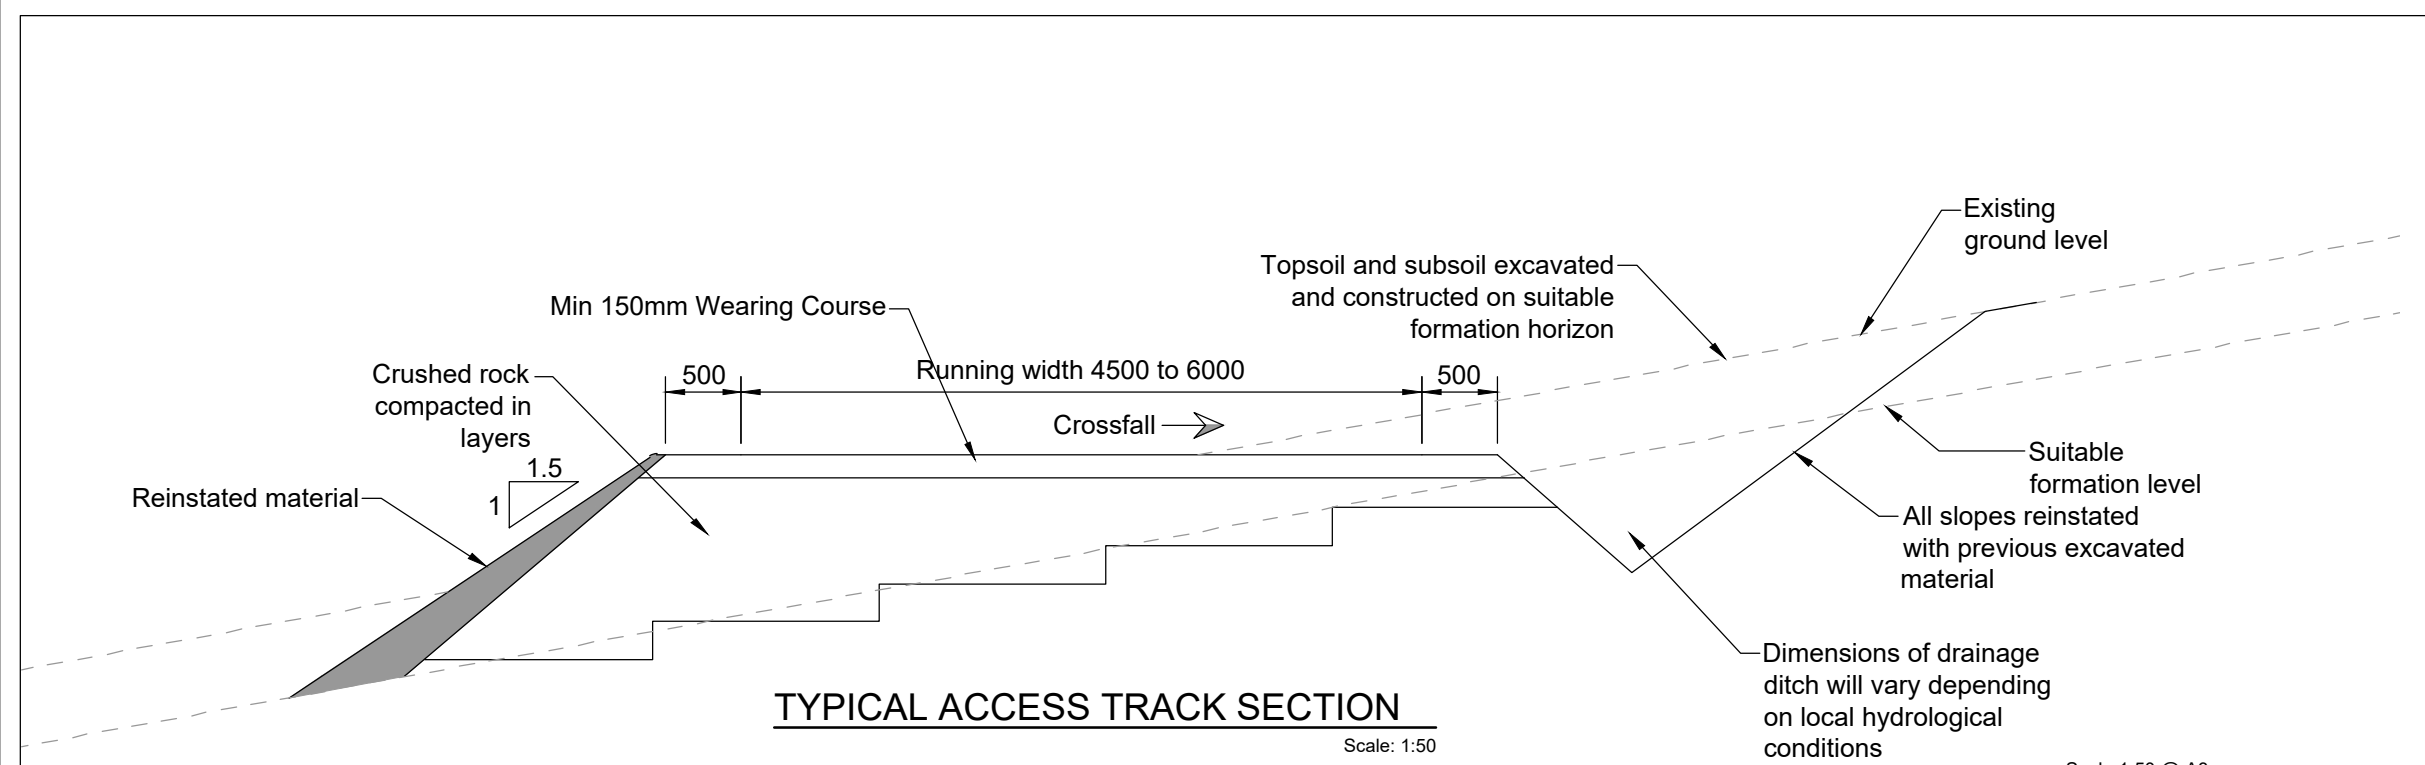 Existing
ground level
Topsoil and subsoil excavated
and constructed on suitable
formation horizon
Min 150mm Wearing Course
Crushed rock
compacted in
layers
500
Running width 4500 to 6000
500
Crossfall
1.5
1
Reinstated material
Suitable
formation level
All slopes reinstated
with previous excavated
material
Dimensions of drainage
ditch will vary depending
on local hydrological
conditions
TYPICAL ACCESS TRACK SECTION
Scale: 1:50